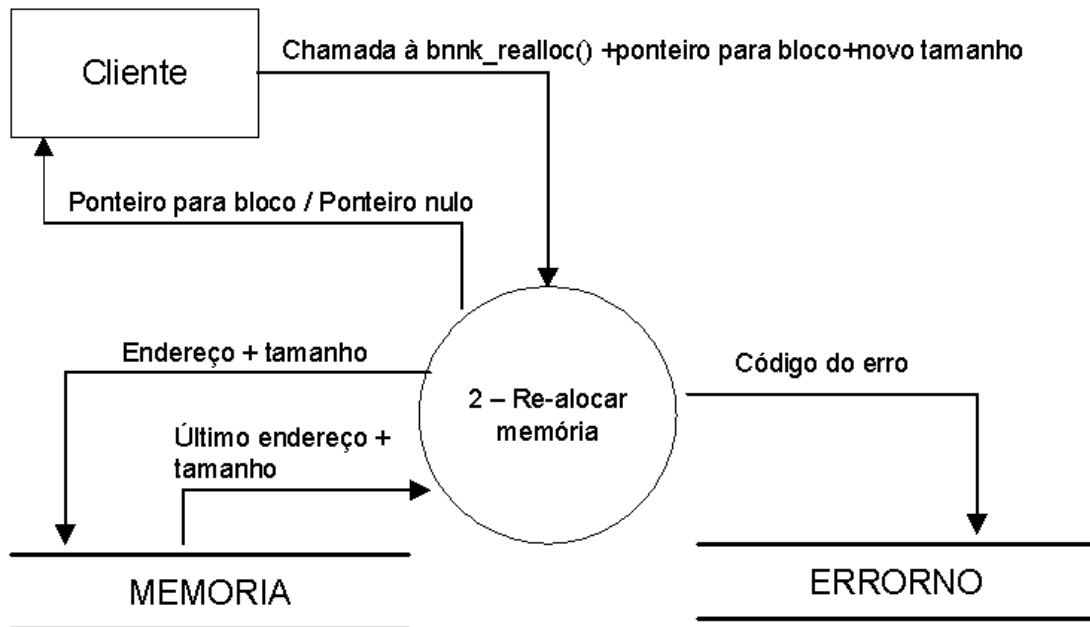 Chamada à bnnk_realloc() +ponteiro para bloco+novo tamanho
Cliente
Ponteiro para bloco / Ponteiro nulo
Endereço + tamanho
Código do erro
2 – Re-alocar
memória
Último endereço +
tamanho
MEMORIA
ERRORNO